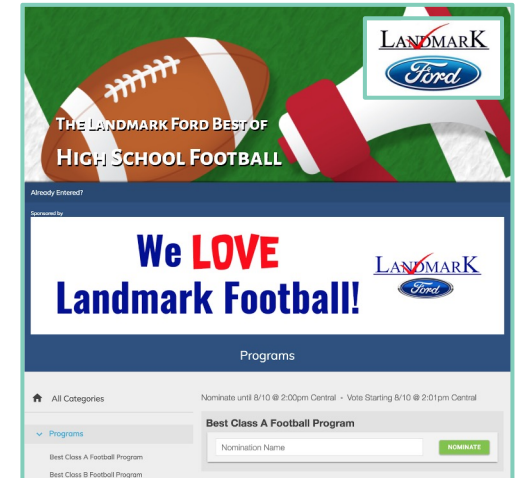 LANDMARK
Ford
THE LANDMARK FORD BEST OF
HIGH SCHOOL FOOTBALL
Already Entered?
Sponsored by
We LOVE
Landmark Football!
LANDMARK
Ford
Programs
All Categories
Nominate until 8/10 @ 2:00pm Central - Vote Starting 8/10 @ 2:01pm Central
Programs
Best Class A Football Program
Nomination Name
NOMINATE
Best Class A Football Program
Best Class B Football Program